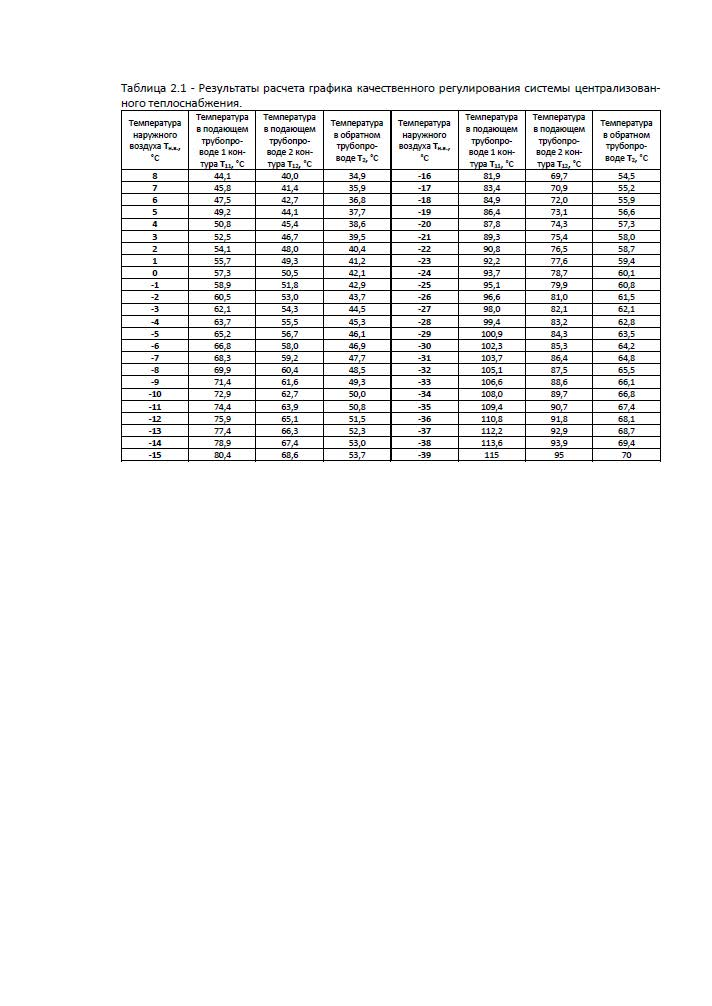 Таблица 2.1 - Результаты расчета графика качественного регулирования системы централизован-
ного теплоснабжения.
Температура наружного воздуха Тн.в., °С Температура в подающем трубопро- воде 1 кон- тура Т11, °С Температура в подающем трубопро- воде 2 кон- тура Т12, °С Температура в обратном трубопро- воде Т2, °С Температура наружного воздуха Тн.в., °С Температура в подающем трубопро- воде 1 кон- тура Т11, °С Температура в подающем трубопро- воде 2 кон- тура Т12, °С Температура в обратном трубопро- воде Т2, °С
8 44,1 40,0 34,9 -16 81,9 69,7 54,5
7 45,8 41,4 35,9 -17 83,4 70,9 55,2
6 47,5 42,7 36,8 -18 84,9 72,0 55,9
5 49,2 44,1 37,7 -19 86,4 73,1 56,6
4 50,8 45,4 38,6 -20 87,8 74,3 57,3
3 52,5 46,7 39,5 -21 89,3 75,4 58,0
2 54,1 48,0 40,4 -22 90,8 76,5 58,7
1 55,7 49,3 41,2 -23 92,2 77,6 59,4
0 57,3 50,5 42,1 -24 93,7 78,7 60,1
-1 58,9 51,8 42,9 -25 95,1 79,9 60,8
-2 60,5 53,0 43,7 -26 96,6 81,0 61,5
-3 62,1 54,3 44,5 -27 98,0 82,1 62,1
-4 63,7 55,5 45,3 -28 99,4 83,2 62,8
-5 65,2 56,7 46,1 -29 100,9 84,3 63,5
-6 66,8 58,0 46,9 -30 102,3 85,3 64,2
-7 68,3 59,2 47,7 -31 103,7 86,4 64,8
-8 69,9 60,4 48,5 -32 105,1 87,5 65,5
-9 71,4 61,6 49,3 -33 106,6 88,6 66,1
-10 72,9 62,7 50,0 -34 108,0 89,7 66,8
-11 74,4 63,9 50,8 -35 109,4 90,7 67,4
-12 75,9 65,1 51,5 -36 110,8 91,8 68,1
-13 77,4 66,3 52,3 -37 112,2 92,9 68,7
-14 78,9 67,4 53,0 -38 113,6 93,9 69,4
-15 80,4 68,6 53,7 -39 115 95 70